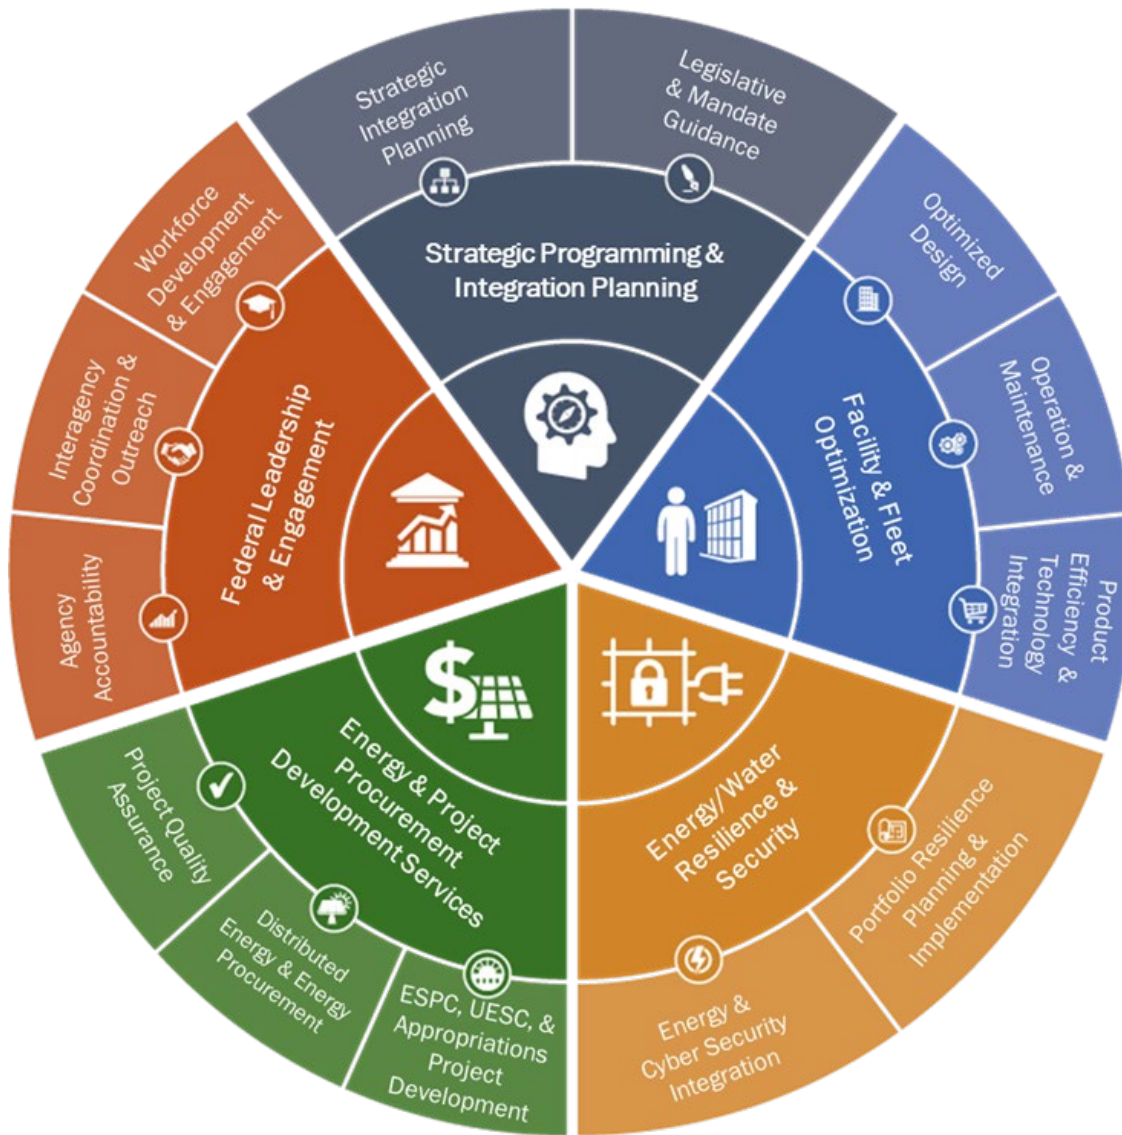 Strategic
Integration
Planning
Legislative
& Mandate
Guidance
Strategic Programming &
Integration Planning
Optimized
Design
Operation &
Maintenance
Product
Efficiency &
Technology
Integration
Facility & Fleet
Optimization
Portfolio Resilience
Planning &
Implementation
Energy &
Cyber Security
Integration
Energy/Water
Resilience &
Security
ESPC, UESC, &
Appropriations
Project
Development
Distributed
Energy & Energy
Procurement
Project Quality
Assurance
Energy & Project
Procurement
Development Services
$
Agency
Accountability
Interagency
Coordination &
Outreach
Workforce
Development
& Engagement
Federal Leadership
& Engagement